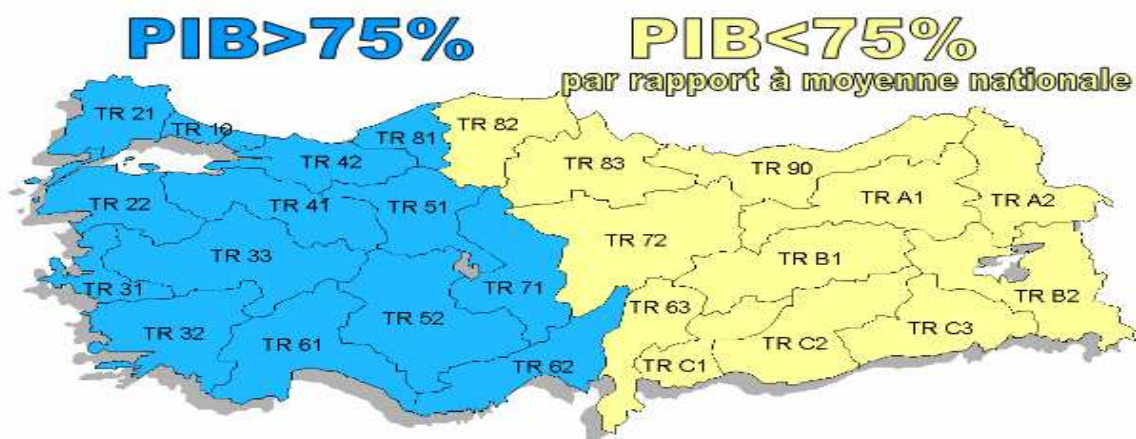 PIB>75% PIB<75%
par rapport à moyenne nationale
TR 21
TR 10
TR 81
TR 82
TR 42
TR 83
TR 90
TR 22
TR 41
TR 51
TR A1
TR A2
TR 33
TR 72
TR B1
TR 31
TR 71
TR B2
TR 32
TR 61
TR 52
TR 63
TR C3
TR C2
TR 62
TR C1